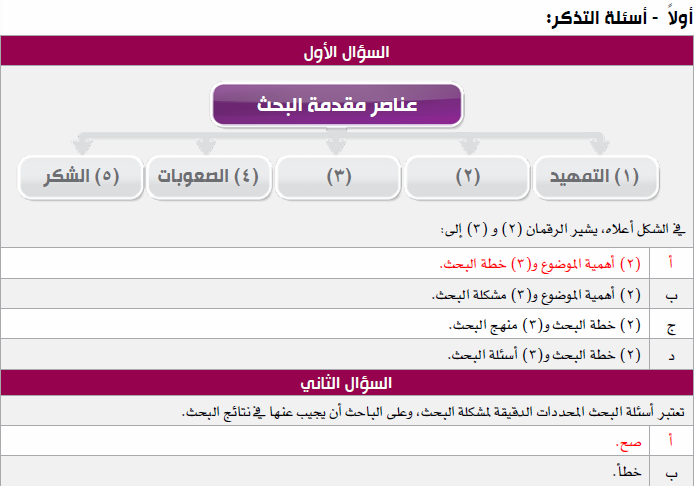 أولاً - أسئلة التذكر:
السؤال الأول
عناصر مقدمة البحث
(١) التمهيد
(٢)
(٣)
(٤) الصعوبات
(٥) الشكر
في الشكل أعلاه، يشير الرقمان (٢) و (٣) إلى:
أ (٢) أهمية الموضوع و(٣) خطة البحث.
ب (٢) أهمية الموضوع و(٣) مشكلة البحث.
ج (٢) خطة البحث و(٣) منهج البحث.
د (٢) خطة البحث و(٣) أسئلة البحث.
السؤال الثاني
تعتبر أسئلة البحث المحددات الدقيقة لمشكلة البحث، وعلى الباحث أن يجيب عنها في نتائج البحث.
أ صح.
ب خطأ.